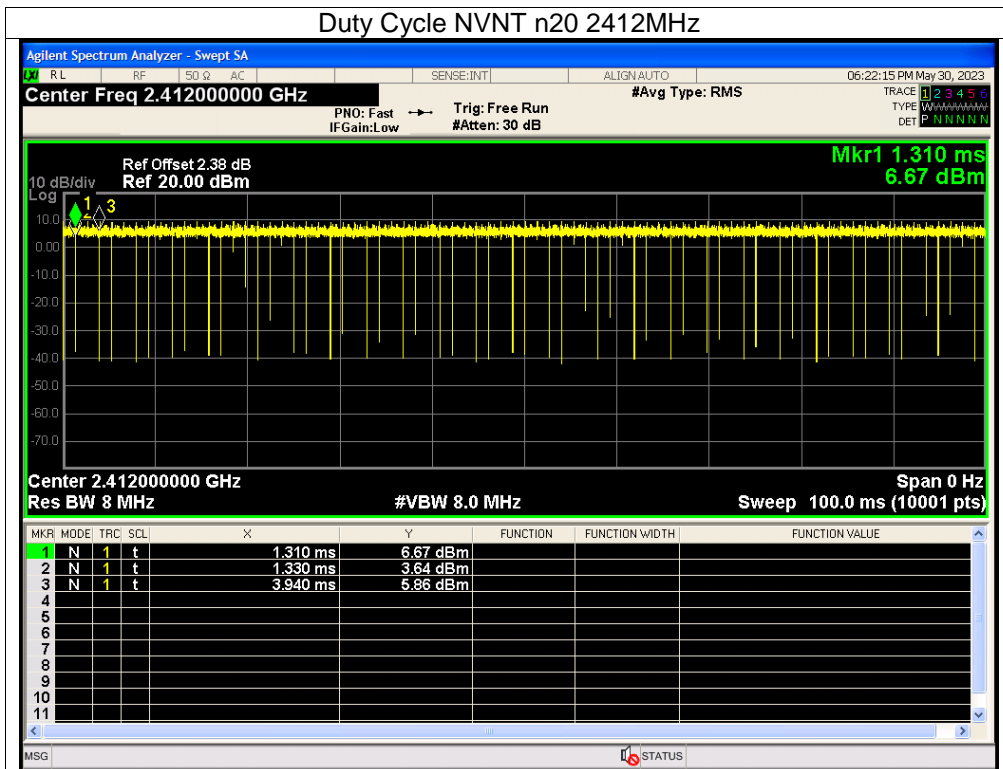 Duty Cycle NVNT n20 2412MHz
Agilent Spectrum Analyzer - Swept SA
LXI RL RF 50 Ω AC SENSE:INT ALIGN AUTO 06:22:15 PM May 30, 2023
Center Freq 2.412000000 GHz #Avg Type: RMS TRACE 1 2 3 4 5 6
PNO: Fast Trig: Free Run TYPE WWWWWW
IFGain:Low #Atten: 30 dB DET P N N N N N
Mkr1 1.310 ms
Ref Offset 2.38 dB
10 dB/div Ref 20.00 dBm 6.67 dBm
Log
1 2 3
10.0
0.00
-10.0
-20.0
-30.0
-40.0
-50.0
-60.0
-70.0
Center 2.412000000 GHz Span 0 Hz
Res BW 8 MHz #VBW 8.0 MHz Sweep 100.0 ms (10001 pts)
MKR MODE TRC SCL X Y FUNCTION FUNCTION WIDTH FUNCTION VALUE
1 N 1 t 1.310 ms 6.67 dBm
2 N 1 t 1.330 ms 3.64 dBm
3 N 1 t 3.940 ms 5.86 dBm
4
5
6
7
8
9
10
11
MSG STATUS